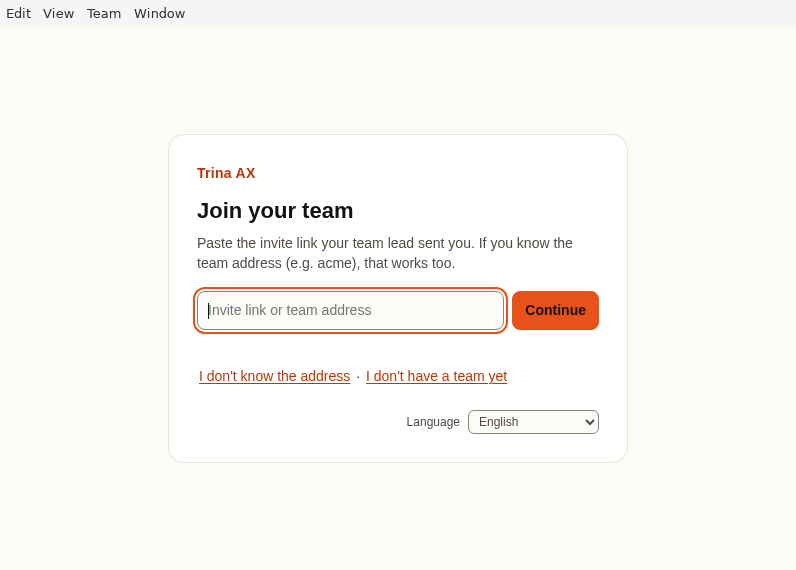 Edit View Team Window
Trina AX
Join your team
Paste the invite link your team lead sent you. If you know the
team address (e.g. acme), that works too.
Invite link or team address
Continue
I don't know the address · I don't have a team yet
Language English